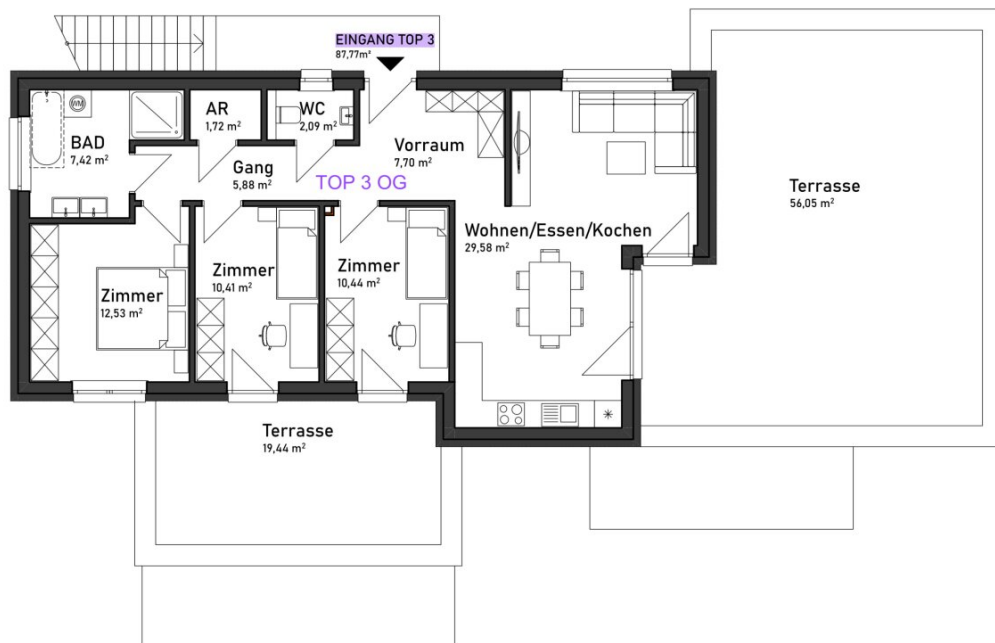 EINGANG TOP 3
87,77m²
AR
1,72 m²
WC
2,09 m²
WM
BAD
7,42 m²
Vorraum
7,70 m²
Gang
5,88 m²
TOP 3 OG
Terrasse
56,05 m²
Wohnen/Essen/Kochen
29,58 m²
Zimmer
12,53 m²
Zimmer
10,41 m²
Zimmer
10,44 m²
Terrasse
19,44 m²